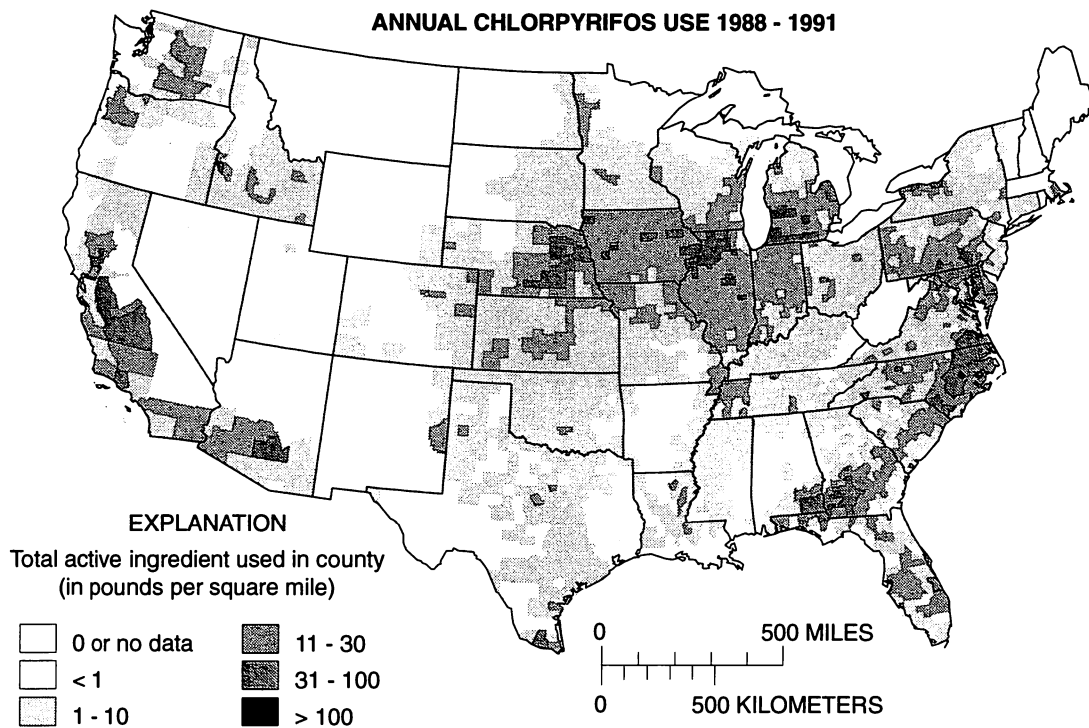 ANNUAL CHLORPYRIFOS USE 1988 - 1991
EXPLANATION
Total active ingredient used in county
(in pounds per square mile)
0 or no data
< 1
1 - 10
11 - 30
31 - 100
> 100
0 500 MILES
0 500 KILOMETERS